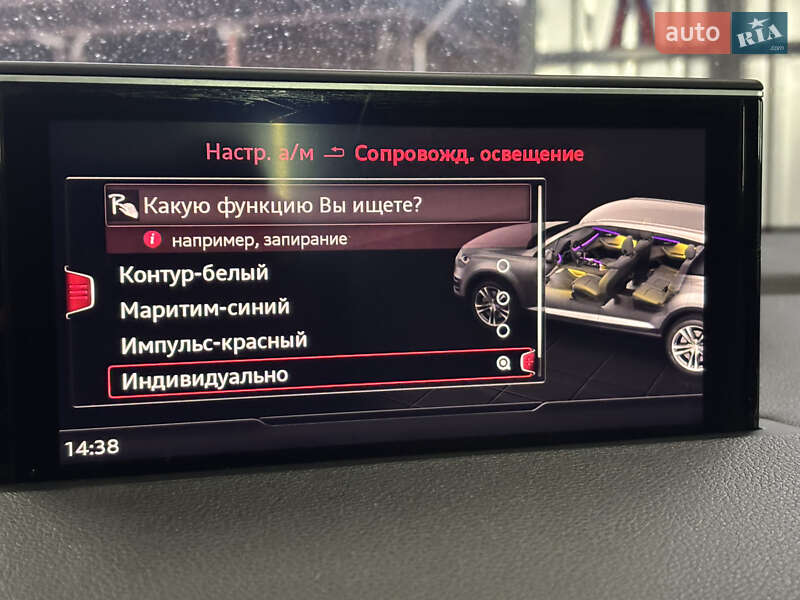 auto RIA .com
Настр. а/м Сопровожд. освещение
Какую функцию Вы ищете?
i например, запирание
Контур-белый
Маритим-синий
Импульс-красный
Индивидуально
14:38